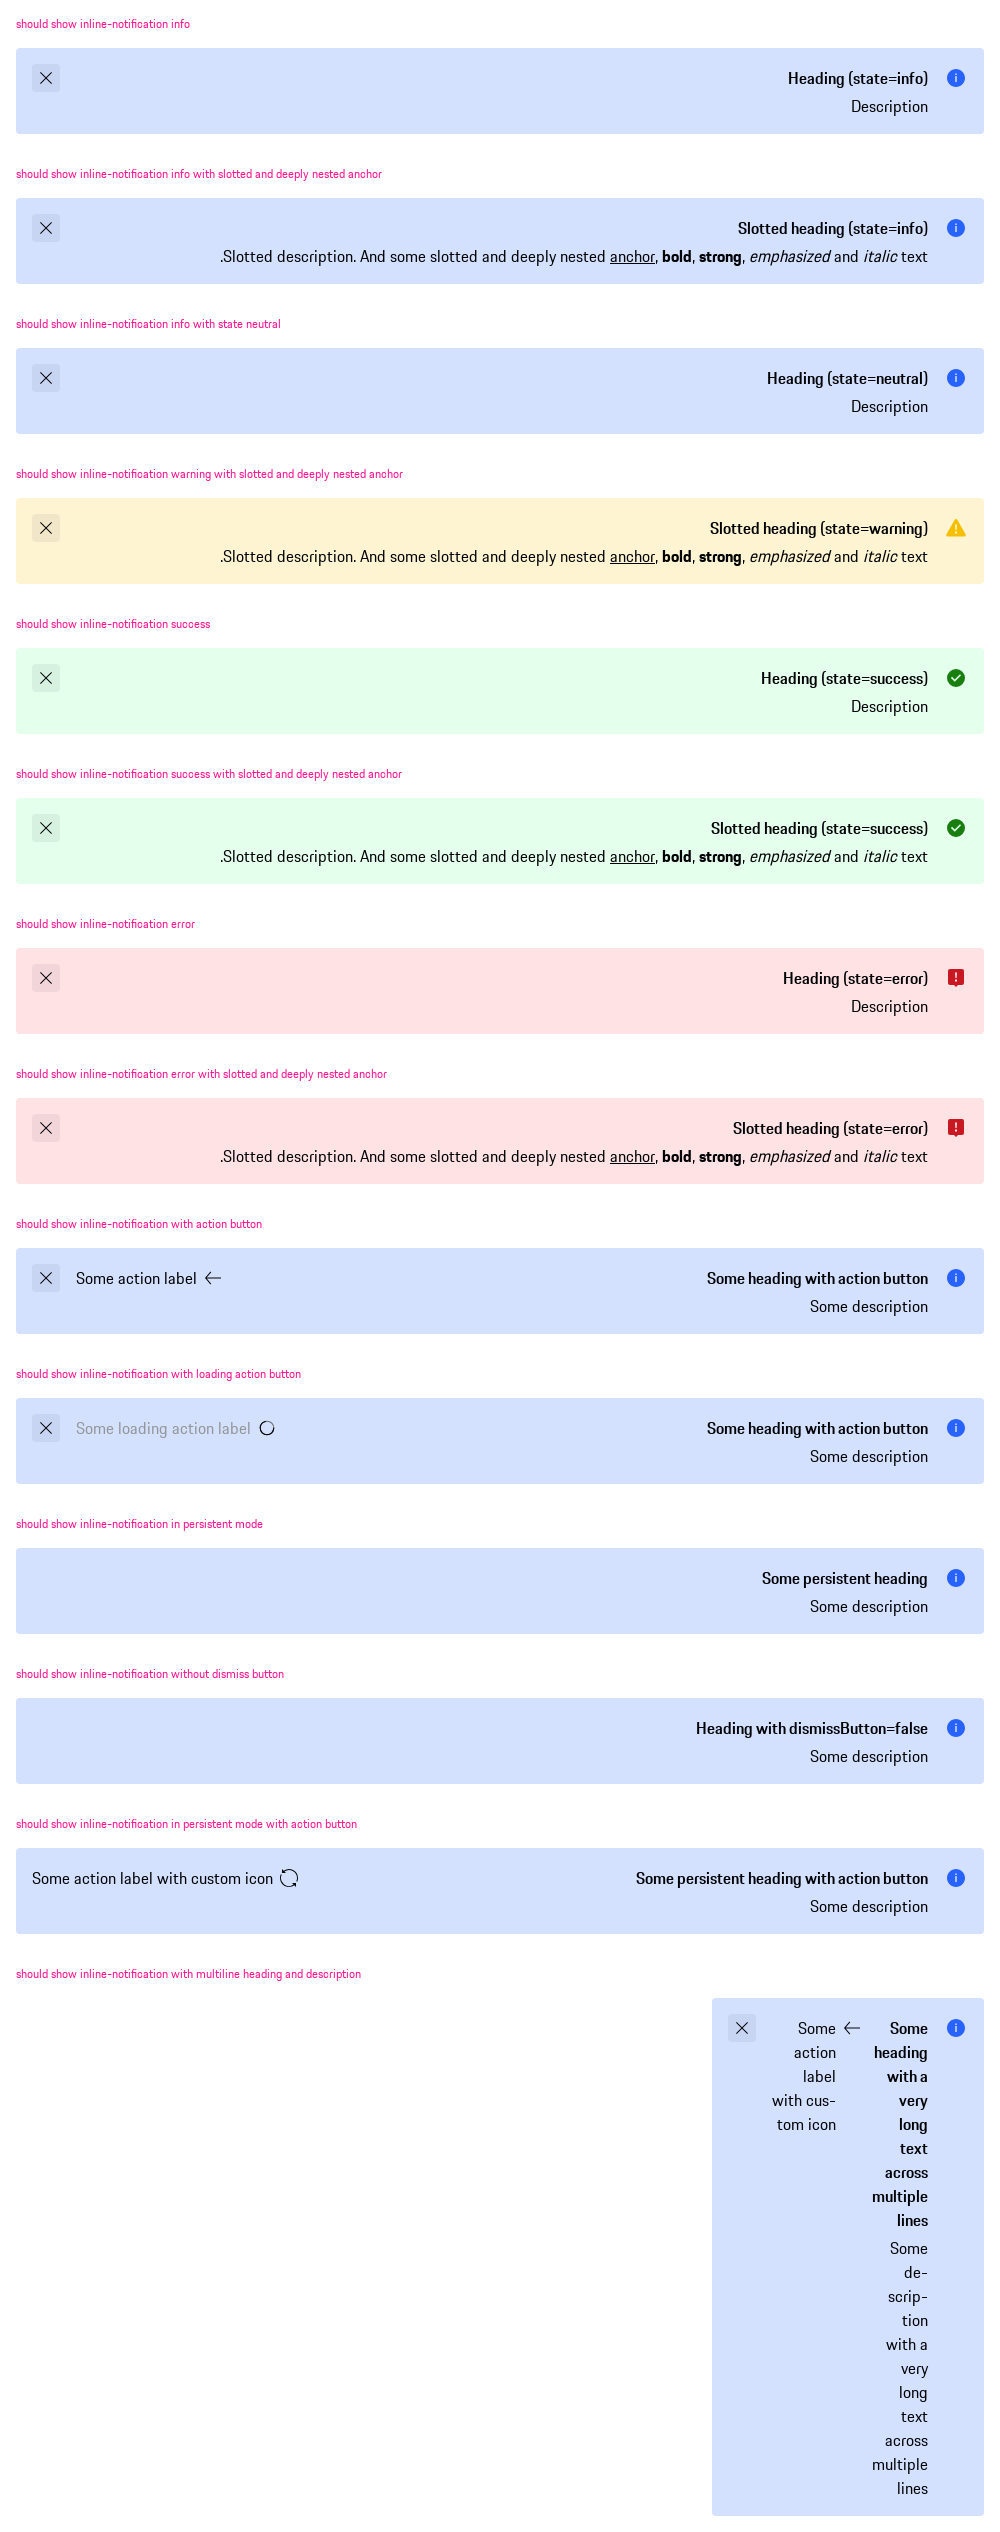 should show inline-notification info
Heading (state=info)
Description
should show inline-notification info with slotted and deeply nested anchor
Slotted heading (state=info)
.Slotted description. And some slotted and deeply nested anchor, bold, strong, emphasized and italic text
should show inline-notification info with state neutral
Heading (state=neutral)
Description
should show inline-notification warning with slotted and deeply nested anchor
Slotted heading (state=warning)
.Slotted description. And some slotted and deeply nested anchor, bold, strong, emphasized and italic text
should show inline-notification success
Heading (state=success)
Description
should show inline-notification success with slotted and deeply nested anchor
Slotted heading (state=success)
.Slotted description. And some slotted and deeply nested anchor, bold, strong, emphasized and italic text
should show inline-notification error
Heading (state=error)
Description
should show inline-notification error with slotted and deeply nested anchor
Slotted heading (state=error)
.Slotted description. And some slotted and deeply nested anchor, bold, strong, emphasized and italic text
should show inline-notification with action button
Some heading with action button
Some description
Some action label
should show inline-notification with loading action button
Some heading with action button
Some description
Some loading action label
should show inline-notification in persistent mode
Some persistent heading
Some description
should show inline-notification without dismiss button
Heading with dismissButton=false
Some description
should show inline-notification in persistent mode with action button
Some persistent heading with action button
Some description
Some action label with custom icon
should show inline-notification with multiline heading and description
Some
heading
with a
very
long
text
across
multiple
lines
Some
de-
scrip-
tion
with a
very
long
text
across
multiple
lines
Some
action
label
with cus-
tom icon